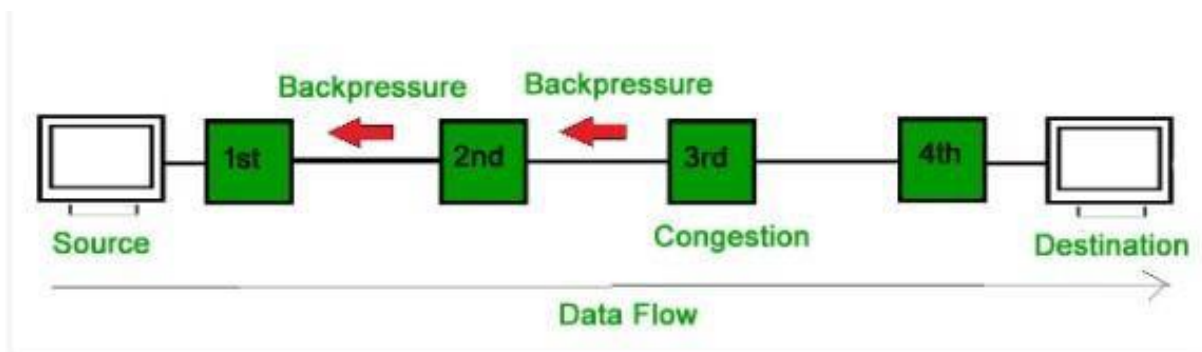 Backpressure
Backpressure
1st
2nd
3rd
4th
Source
Congestion
Destination
Data Flow